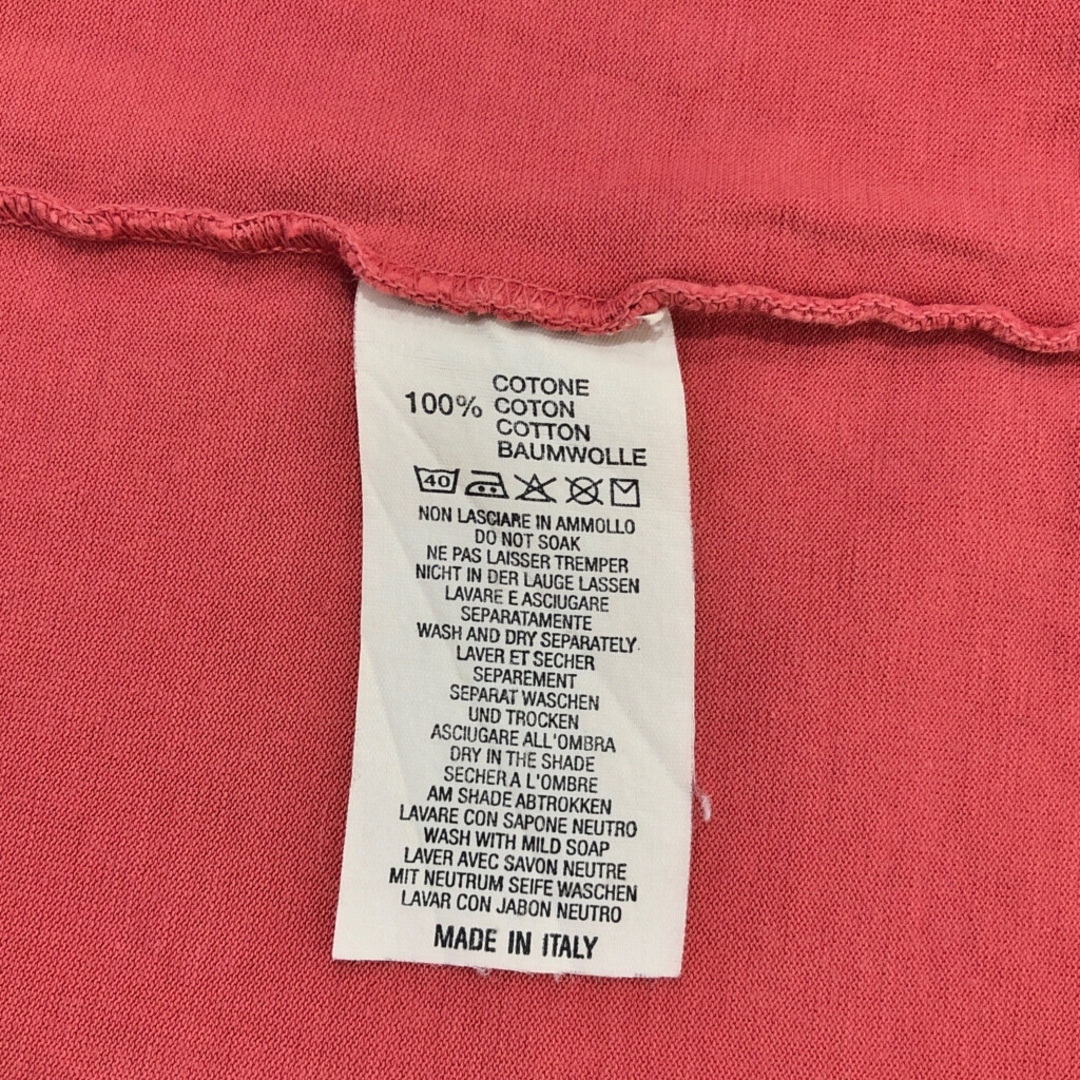 COTONE
100% COTON
COTTON
BAUMWOLLE
40
NON LASCIARE IN AMMOLLO
DO NOT SOAK
NE PAS LAISSER TREMPER
NICHT IN DER LAUGE LASSEN
LAVARE E ASCIUGARE
SEPARATAMENTE
WASH AND DRY SEPARATELY
LAVER ET SECHER
SEPAREMENT
SEPARAT WASCHEN
UND TROCKEN
ASCIUGARE ALL'OMBRA
DRY IN THE SHADE
SECHER A L'OMBRE
AM SHADE ABTROKKEN
LAVARE CON SAPONE NEUTRO
WASH WITH MILD SOAP
LAVER AVEC SAVON NEUTRE
MIT NEUTRUM SEIFE WASCHEN
LAVAR CON JABON NEUTRO
MADE IN ITALY